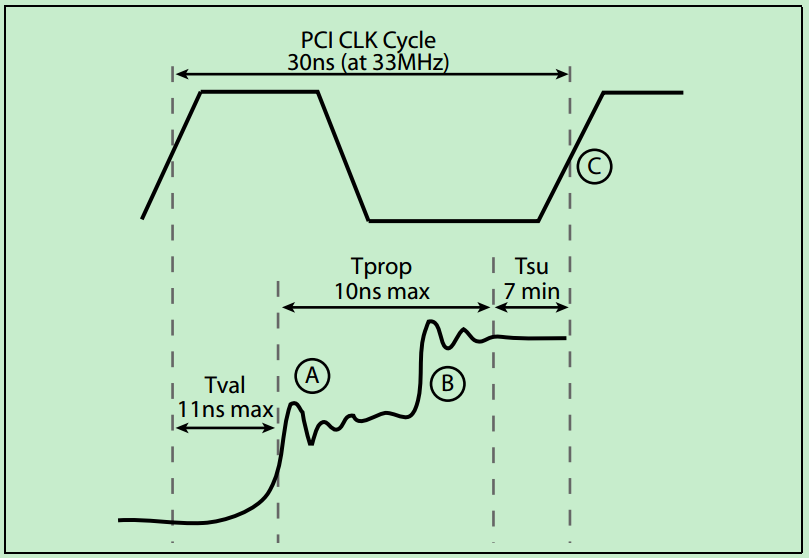 PCI CLK Cycle
30ns (at 33MHz)
C
Tprop
10ns max
Tsu
7 min
A
B
Tval
11ns max